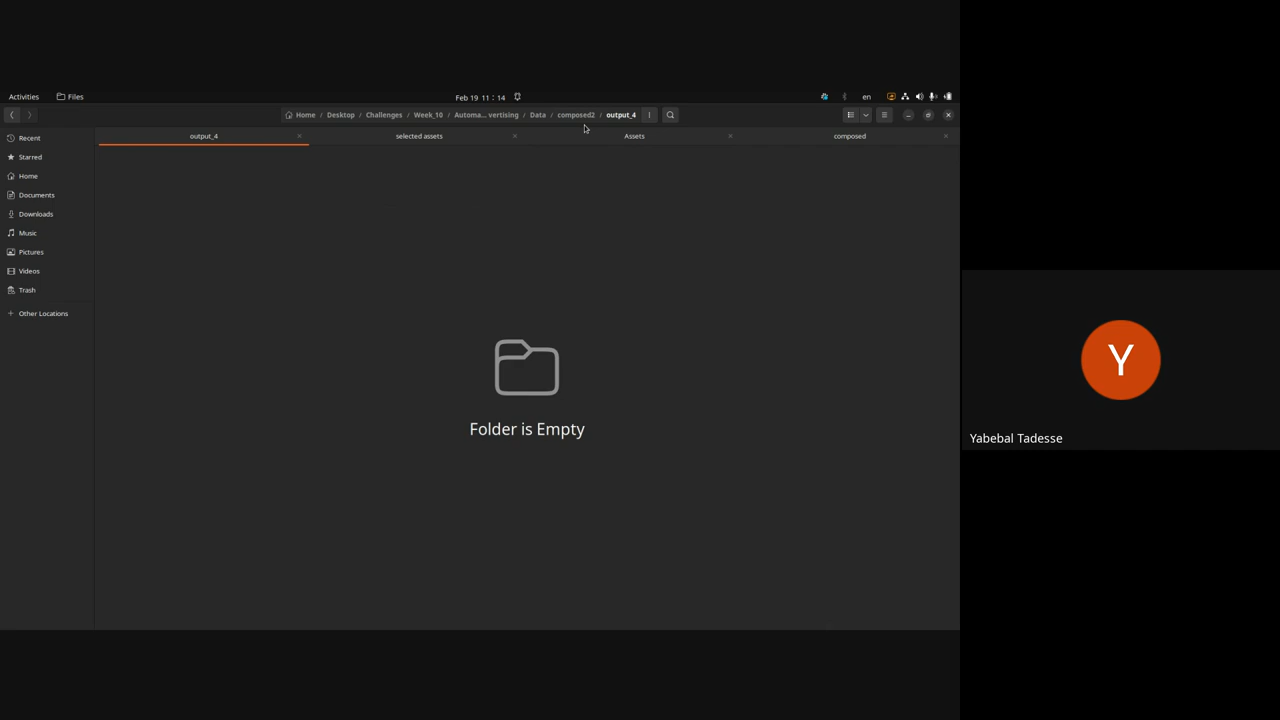 Activities Files Feb 19 11 : 14 en
Home / Desktop / Challenges / Week_10 / Automa... vertising / Data / composed2 / output_4
output_4 selected assets Assets composed
Recent
Starred
Home
Documents
Downloads
Music
Pictures
Videos
Trash
Other Locations
Folder is Empty
Y
Yabebal Tadesse